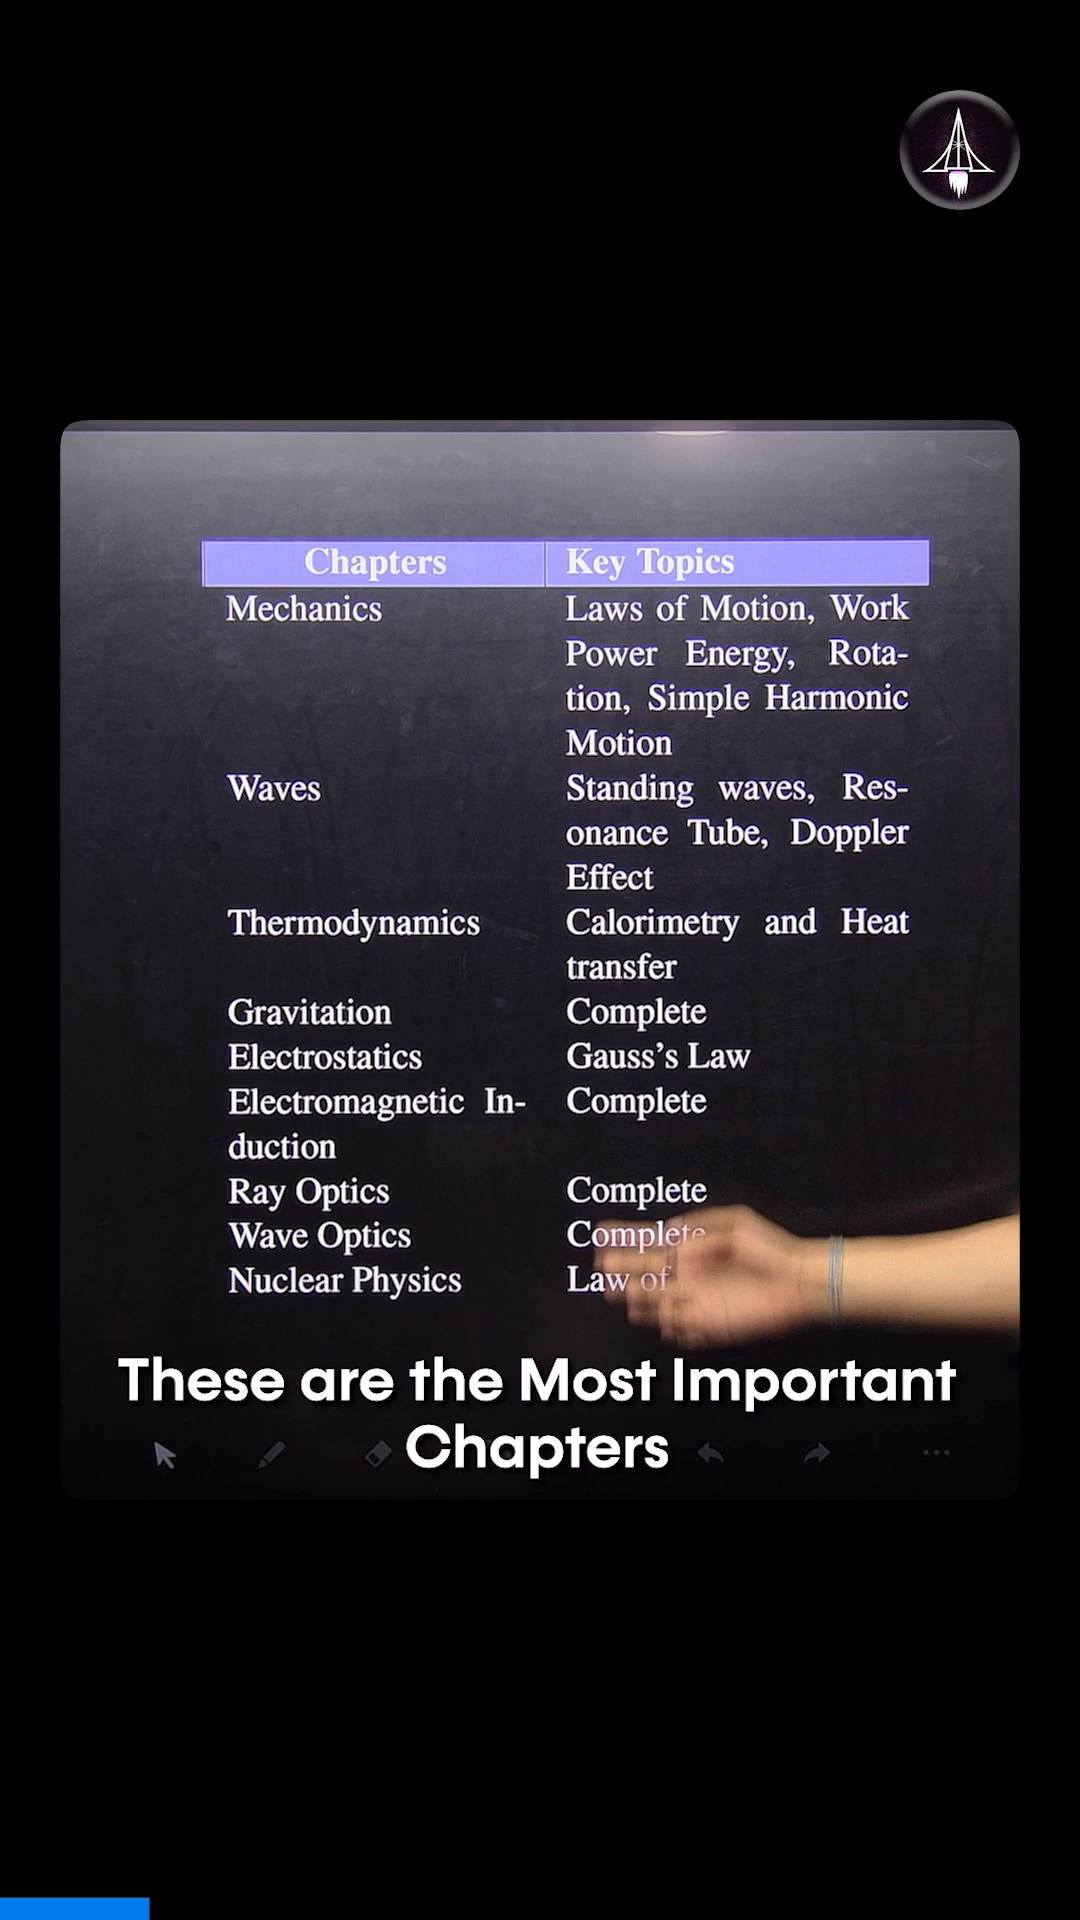 Chapters Key Topics
Mechanics Laws of Motion, Work
Power Energy, Rota-
tion, Simple Harmonic
Motion
Waves Standing waves, Res-
onance Tube, Doppler
Effect
Thermodynamics Calorimetry and Heat
transfer
Gravitation Complete
Electrostatics Gauss's Law
Electromagnetic In- Complete
duction
Ray Optics Complete
Wave Optics Complete
Nuclear Physics Law of
These are the Most Important
Chapters